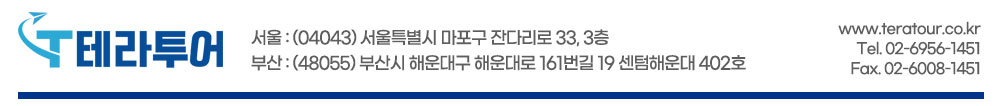 테라투어
서울 : (04043) 서울특별시 마포구 잔다리로 33, 3층
부산 : (48055) 부산시 해운대구 해운대로 161번길 19 센텀해운대 402호
www.teratour.co.kr
Tel. 02-6956-1451
Fax. 02-6008-1451